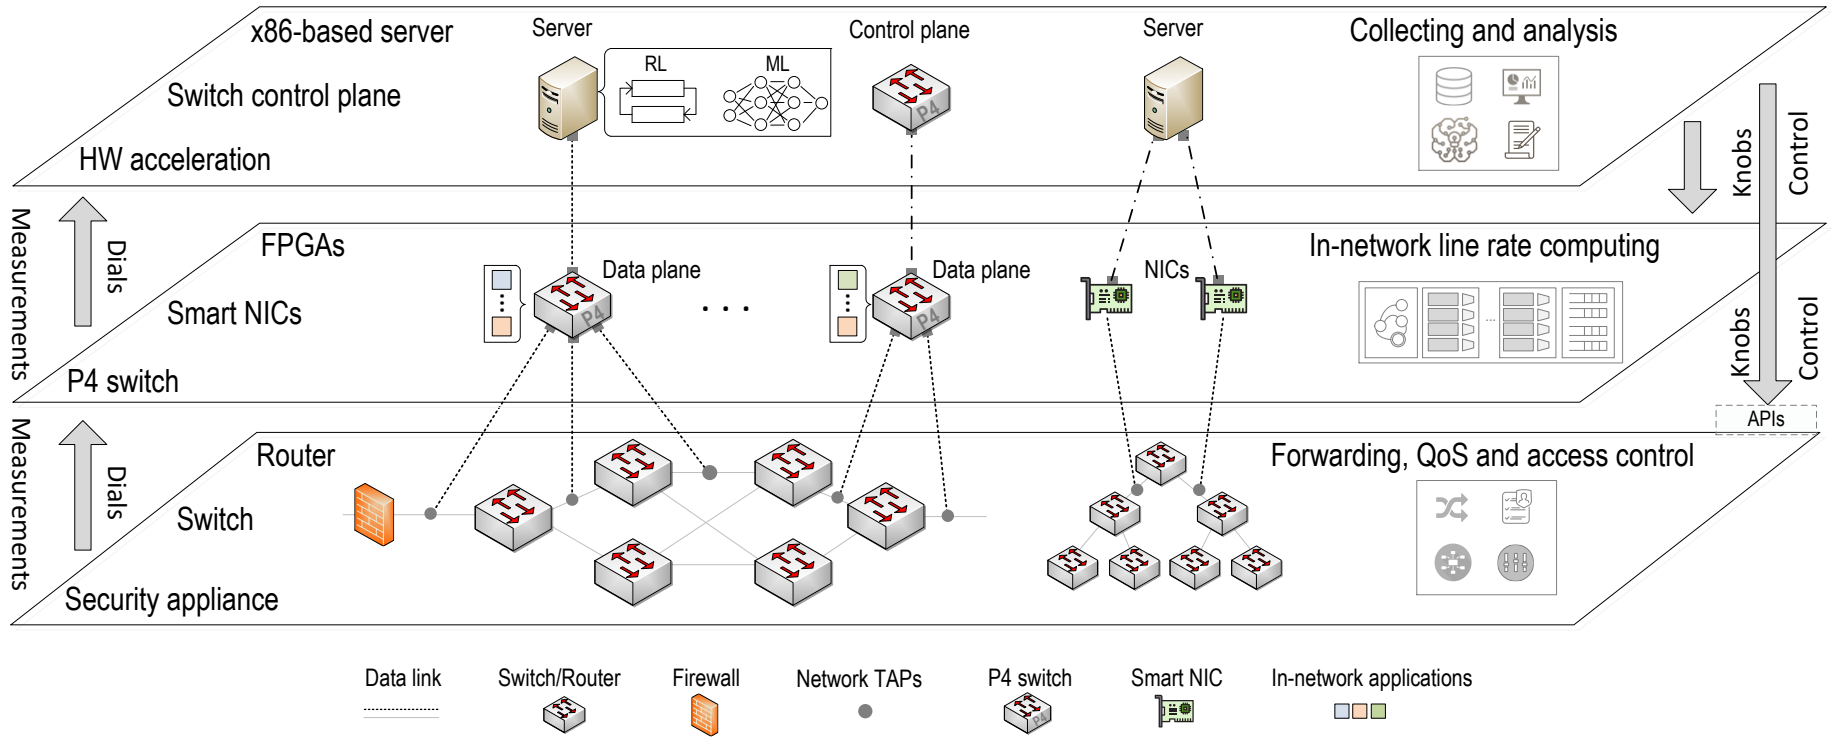 x86-based server
Server
Control plane
Server
Collecting and analysis
RL
ML
Switch control plane
P4
HW acceleration
Knobs
Control
Measurements
Dials
FPGAs
Data plane
Data plane
NICs
In-network line rate computing
Smart NICs
P4
. . .
P4 switch
...
Knobs
Control
APIs
Measurements
Dials
Router
Forwarding, QoS and access control
Switch
Security appliance
Data link
Switch/Router
Firewall
Network TAPs
P4 switch
Smart NIC
In-network applications
P4